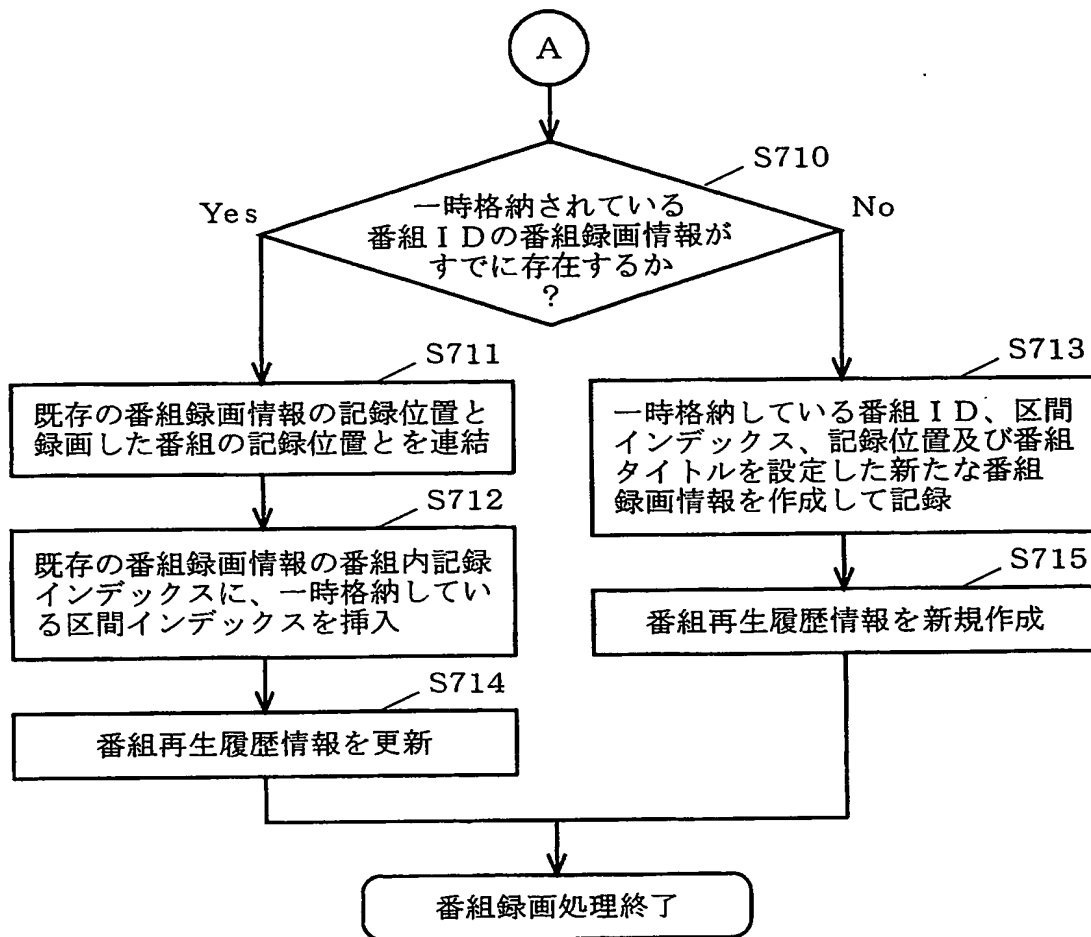 A
S710
Yes
No
一時格納されている
番組ＩＤの番組録画情報が
すでに存在するか
？
S711
既存の番組録画情報の記録位置と
録画した番組の記録位置とを連結
S713
一時格納している番組ＩＤ、区間
インデックス、記録位置及び番組
タイトルを設定した新たな番組
録画情報を作成して記録
S712
既存の番組録画情報の番組内記録
インデックスに、一時格納してい
る区間インデックスを挿入
S715
番組再生履歴情報を新規作成
S714
番組再生履歴情報を更新
番組録画処理終了